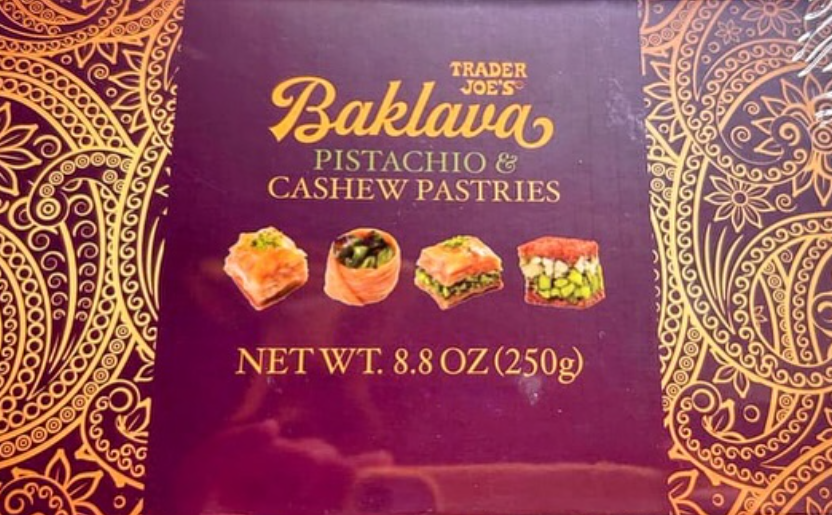 TRADER
JOE'S
Baklava
PISTACHIO &
CASHEW PASTRIES
NET WT. 8.8 OZ (250g)